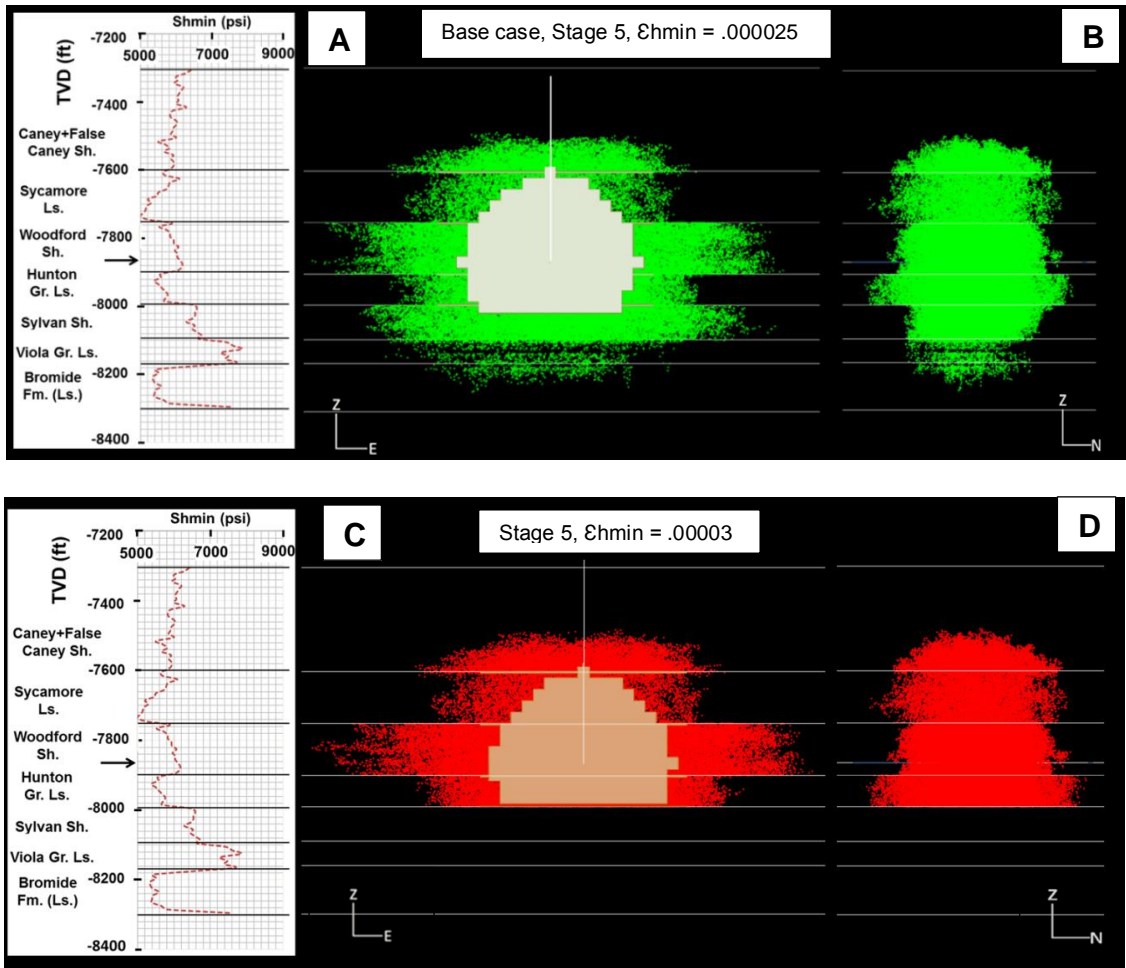 Shmin (psi)
5000 7000 9000
TVD (ft)
-7200
-7400
-7600
-7800
-8000
-8200
-8400
Caney+False
Caney Sh.
Sycamore
Ls.
Woodford
Sh.
Hunton
Gr. Ls.
Sylvan Sh.
Viola Gr. Ls.
Bromide
Fm. (Ls.)
A
Base case, Stage 5, Ɛhmin = .000025
B
Z
E
Z
N
Shmin (psi)
5000 7000 9000
TVD (ft)
-7200
-7400
-7600
-7800
-8000
-8200
-8400
Caney+False
Caney Sh.
Sycamore
Ls.
Woodford
Sh.
Hunton
Gr. Ls.
Sylvan Sh.
Viola Gr. Ls.
Bromide
Fm. (Ls.)
C
Stage 5, Ɛhmin = .00003
D
Z
E
Z
N